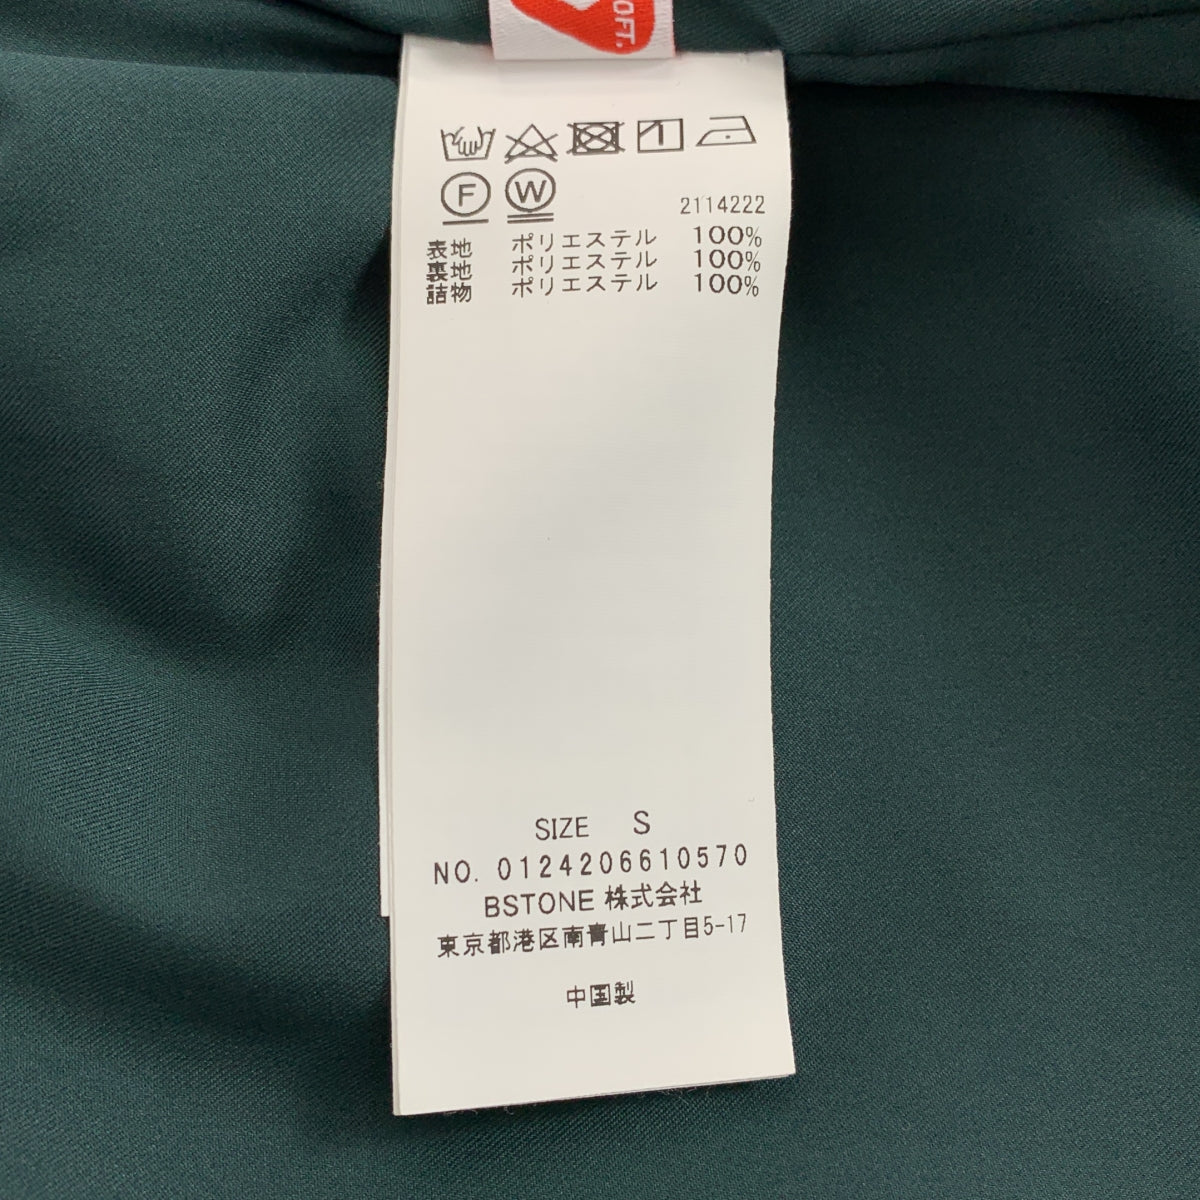 OFT.
F W
2114222
表地 ポリエステル 100%
裏地 ポリエステル 100%
詰物 ポリエステル 100%
SIZE S
NO. 0124206610570
BSTONE 株式会社
東京都港区南青山二丁目5-17
中国製